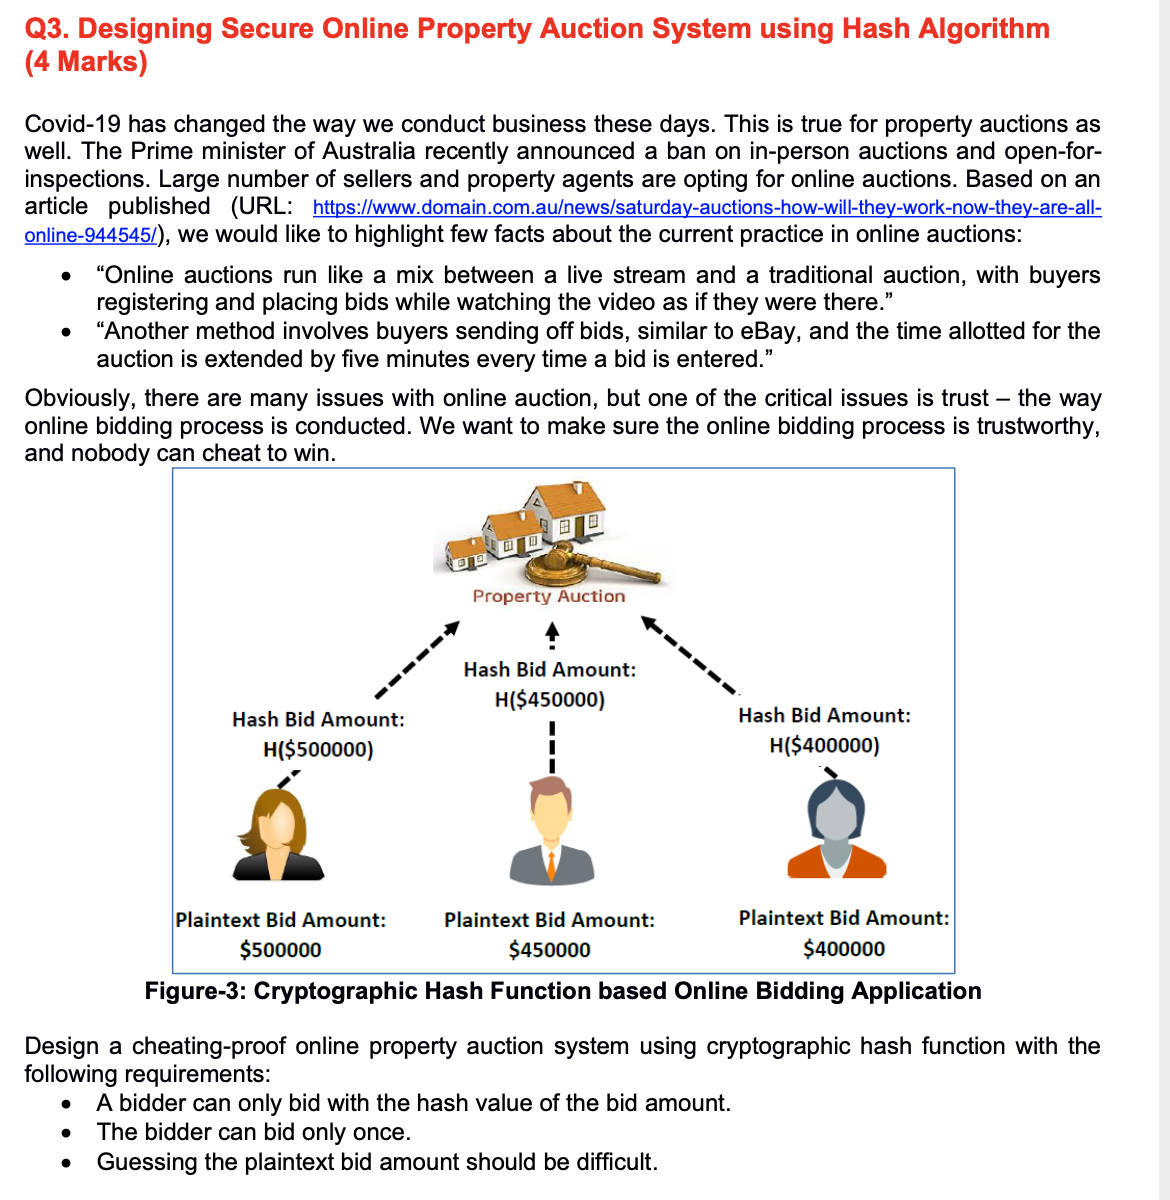 Q3. Designing Secure Online Property Auction System using Hash Algorithm
(4 Marks)
Covid-19 has changed the way we conduct business these days. This is true for property auctions as
well. The Prime minister of Australia recently announced a ban on in-person auctions and open-for-
inspections. Large number of sellers and property agents are opting for online auctions. Based on an
article published (URL: https://www.domain.com.au/news/saturday-auctions-how-will-they-work-now-they-are-all-
online-944545/), we would like to highlight few facts about the current practice in online auctions:
• “Online auctions run like a mix between a live stream and a traditional auction, with buyers
registering and placing bids while watching the video as if they were there.”
• “Another method involves buyers sending off bids, similar to eBay, and the time allotted for the
auction is extended by five minutes every time a bid is entered.”
Obviously, there are many issues with online auction, but one of the critical issues is trust – the way
online bidding process is conducted. We want to make sure the online bidding process is trustworthy,
and nobody can cheat to win.
Property Auction
Hash Bid Amount:
H($450000)
Hash Bid Amount:
H($500000)
Hash Bid Amount:
H($400000)
Plaintext Bid Amount:
$500000
Plaintext Bid Amount:
$450000
Plaintext Bid Amount:
$400000
Figure-3: Cryptographic Hash Function based Online Bidding Application
Design a cheating-proof online property auction system using cryptographic hash function with the
following requirements:
• A bidder can only bid with the hash value of the bid amount.
• The bidder can bid only once.
• Guessing the plaintext bid amount should be difficult.